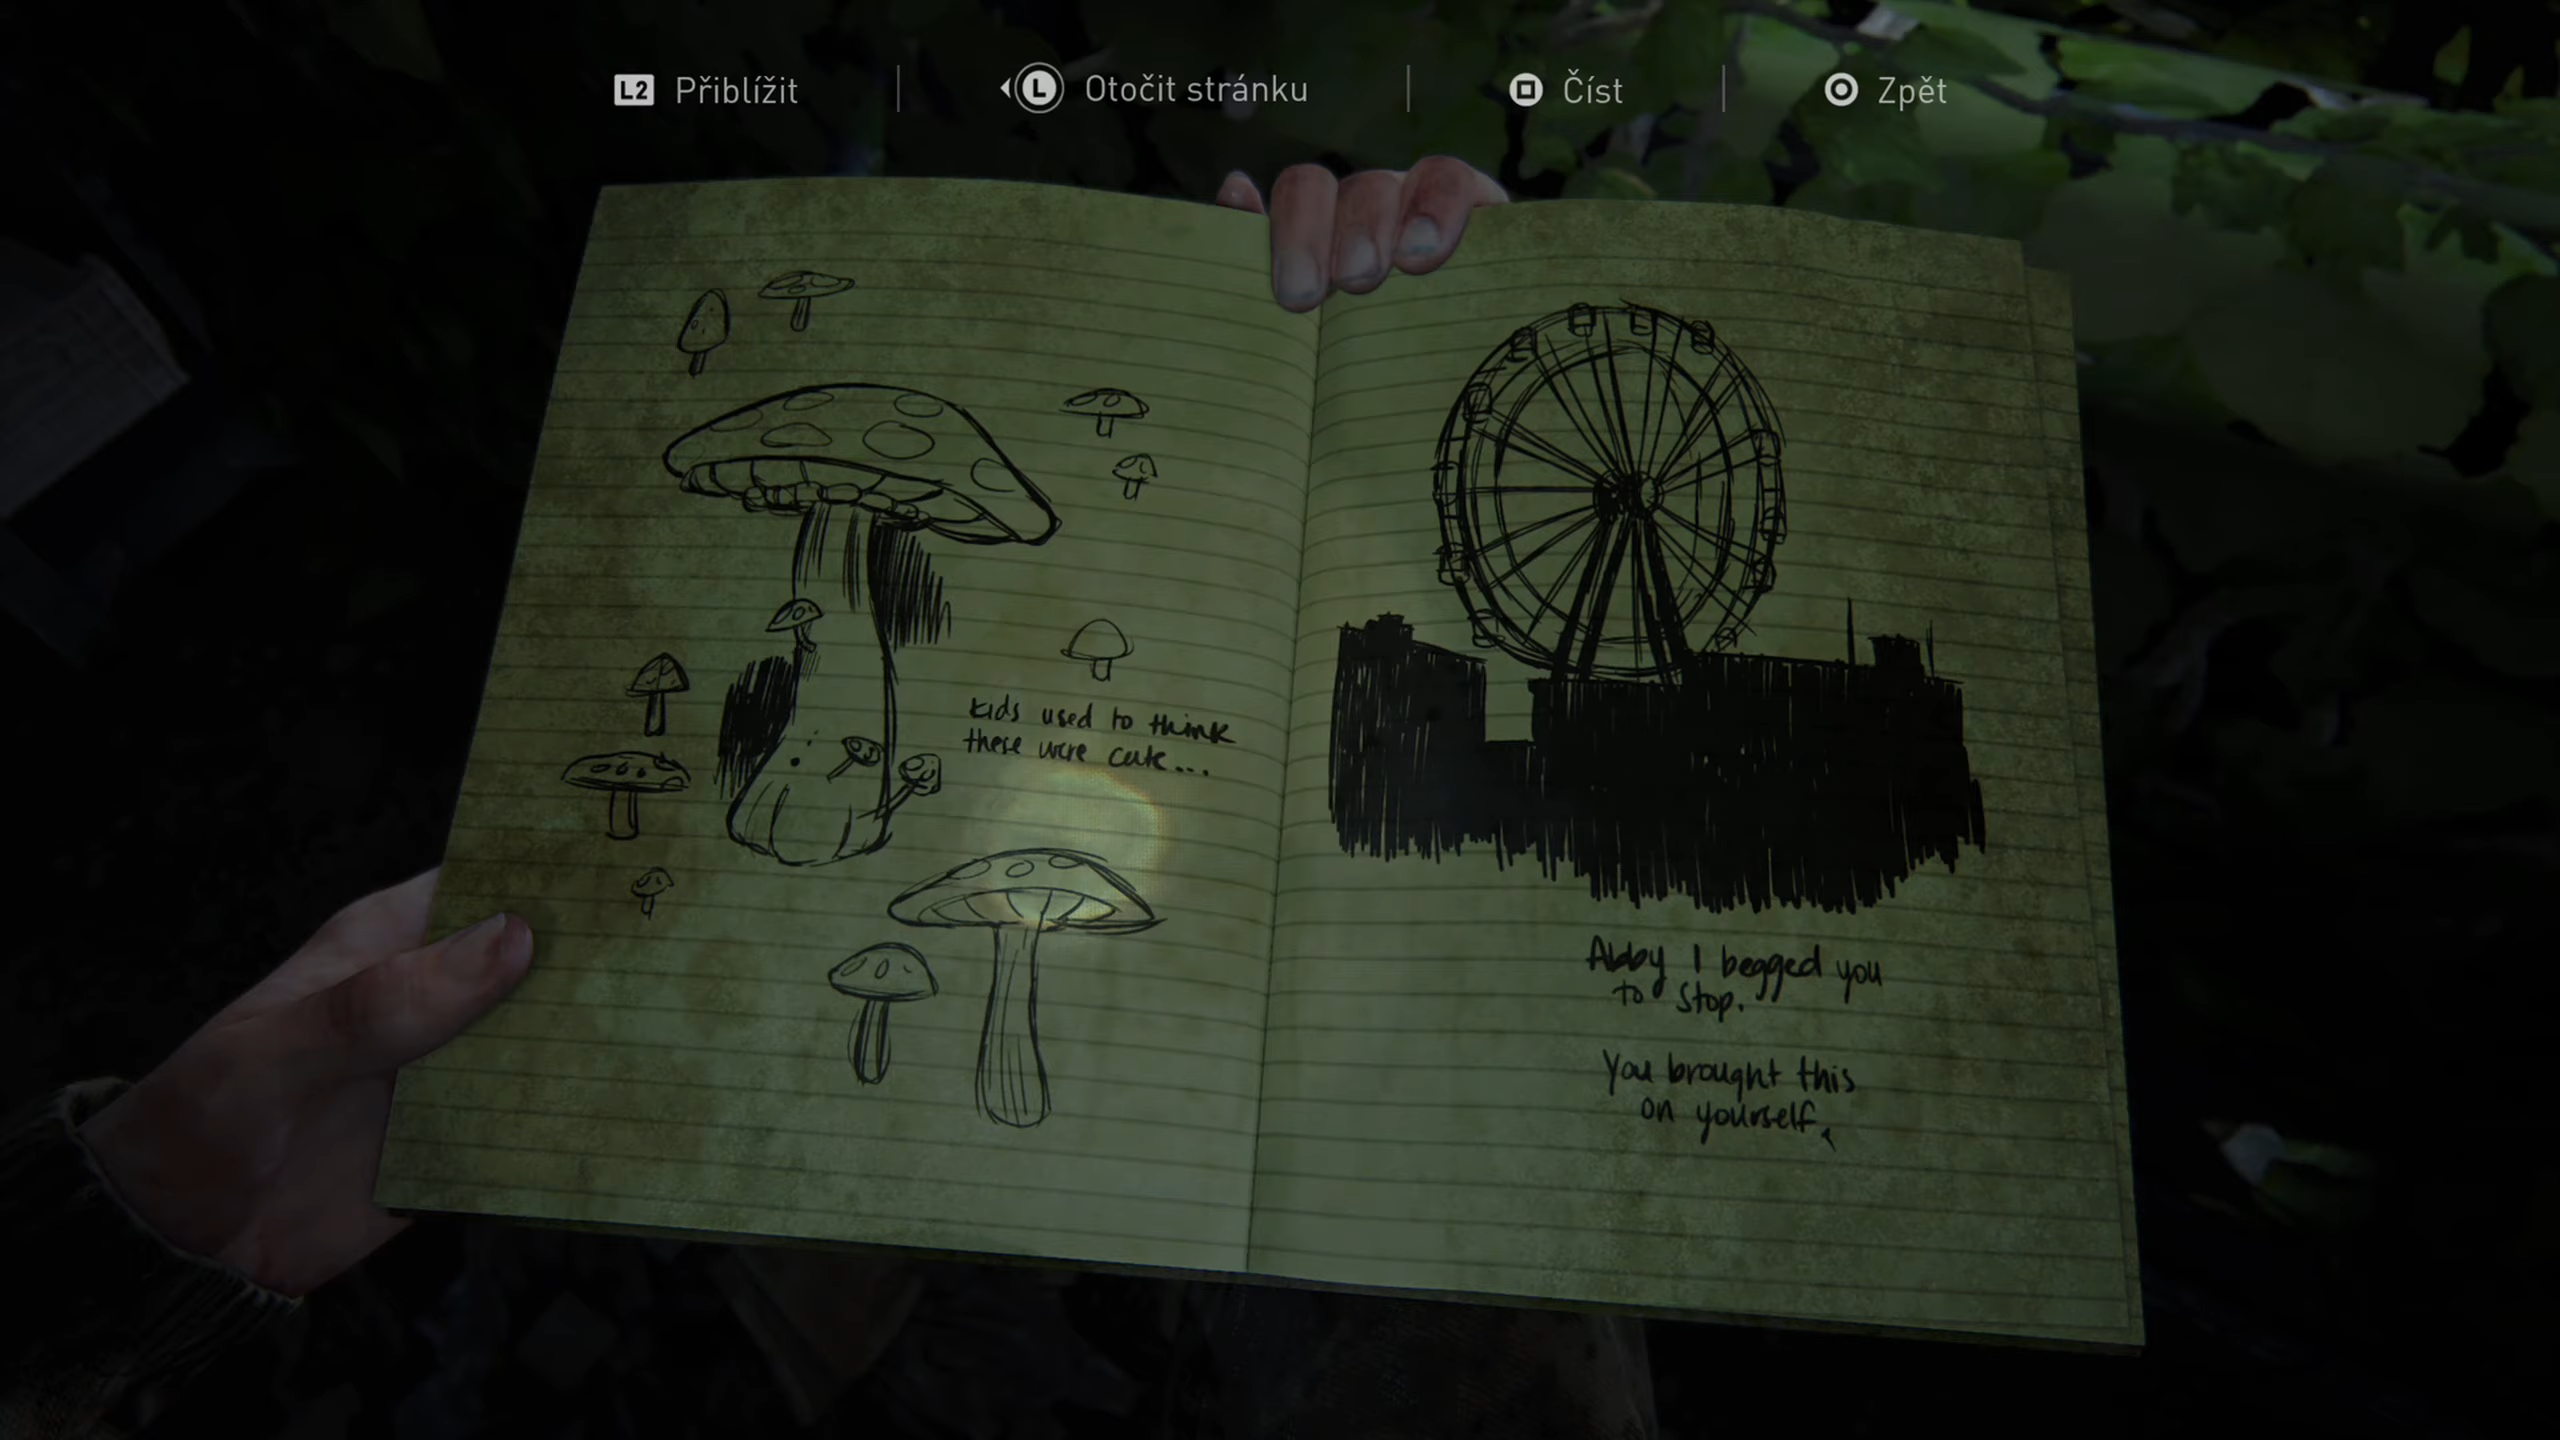 L2 Přiblížit
L Otočit stránku
Číst
Zpět
kids used to think
these were cute...
Abby I begged you
to stop.
You brought this
on yourself.